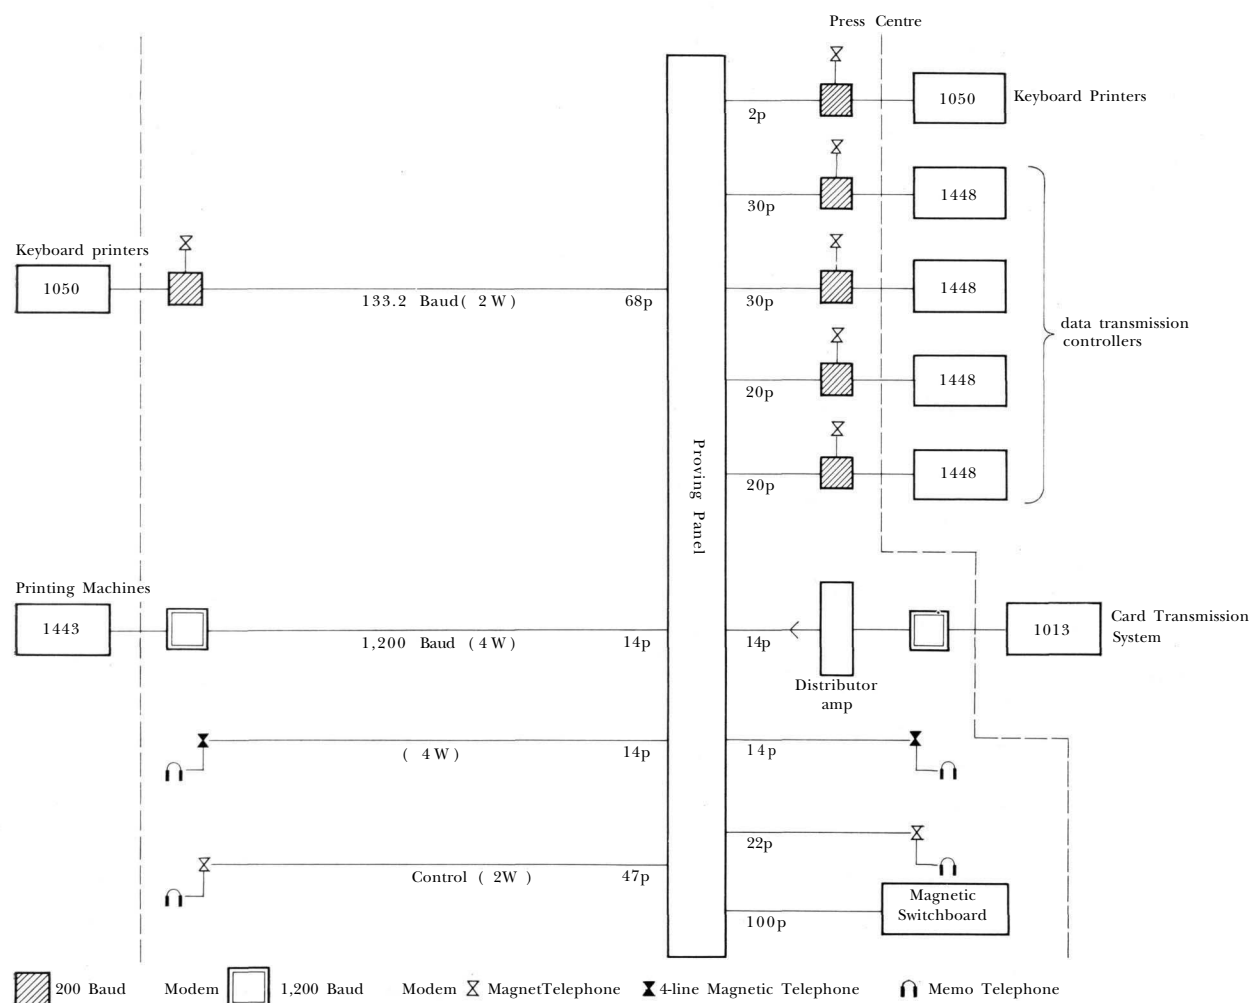 Press Centre
1050
Keyboard Printers
2p
1448
30p
Keyboard printers
1050
133.2 Baud( 2W)
68p
30p
1448
data transmission
controllers
20p
1448
Proving Panel
20p
1448
Printing Machines
1443
1,200 Baud (4W)
14p
14p
Distributor
amp
1013
Card Transmission
System
( 4W)
14p
14p
22p
Control ( 2W)
47p
100p
Magnetic
Switchboard
200 Baud Modem 1,200 Baud Modem MagnetTelephone 4-line Magnetic Telephone Memo Telephone